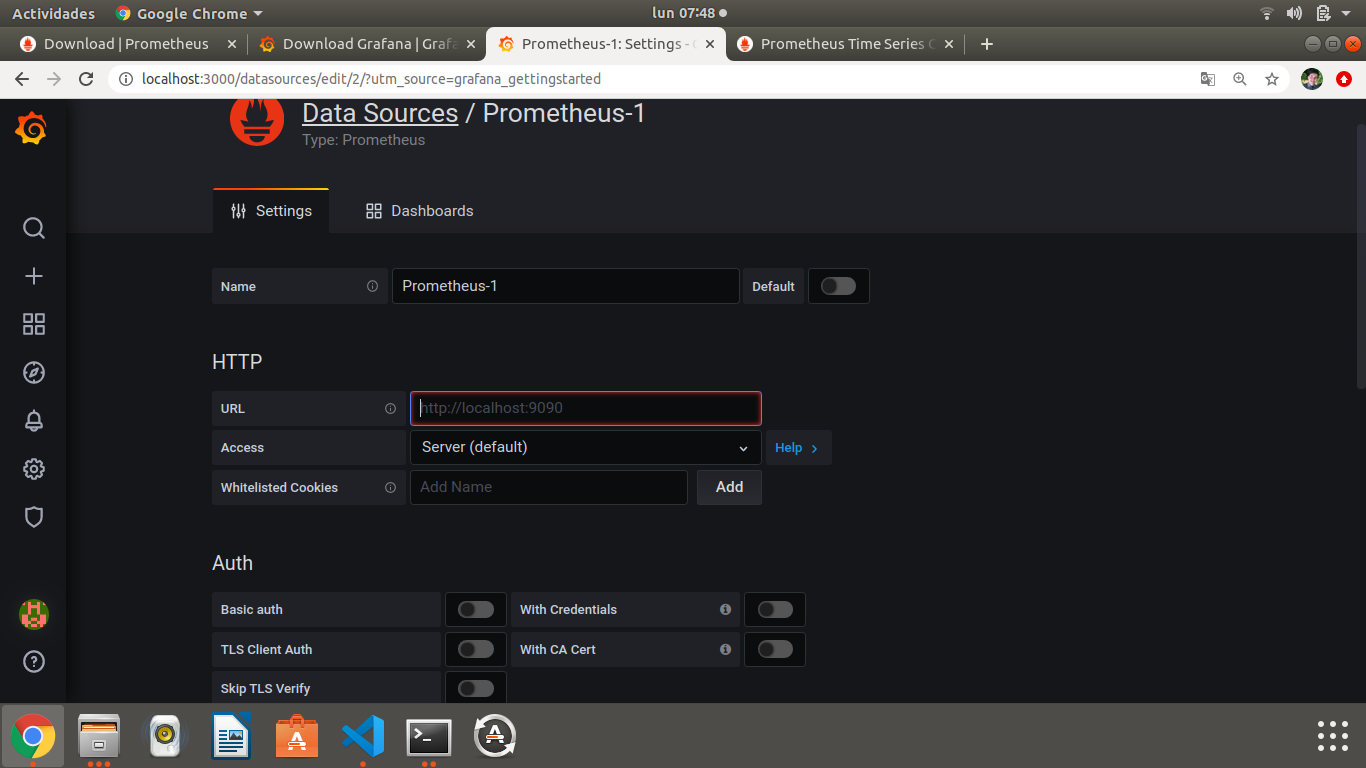 Actividades Google Chrome lun 07:48
Download | Prometheus Download Grafana | Grafa Prometheus-1: Settings - G Prometheus Time Series C
localhost:3000/datasources/edit/2/?utm_source=grafana_gettingstarted
Data Sources / Prometheus-1
Type: Prometheus
Settings Dashboards
Name Prometheus-1 Default
HTTP
URL http://localhost:9090
Access Server (default) Help
Whitelisted Cookies Add Name Add
Auth
Basic auth With Credentials
TLS Client Auth With CA Cert
Skip TLS Verify